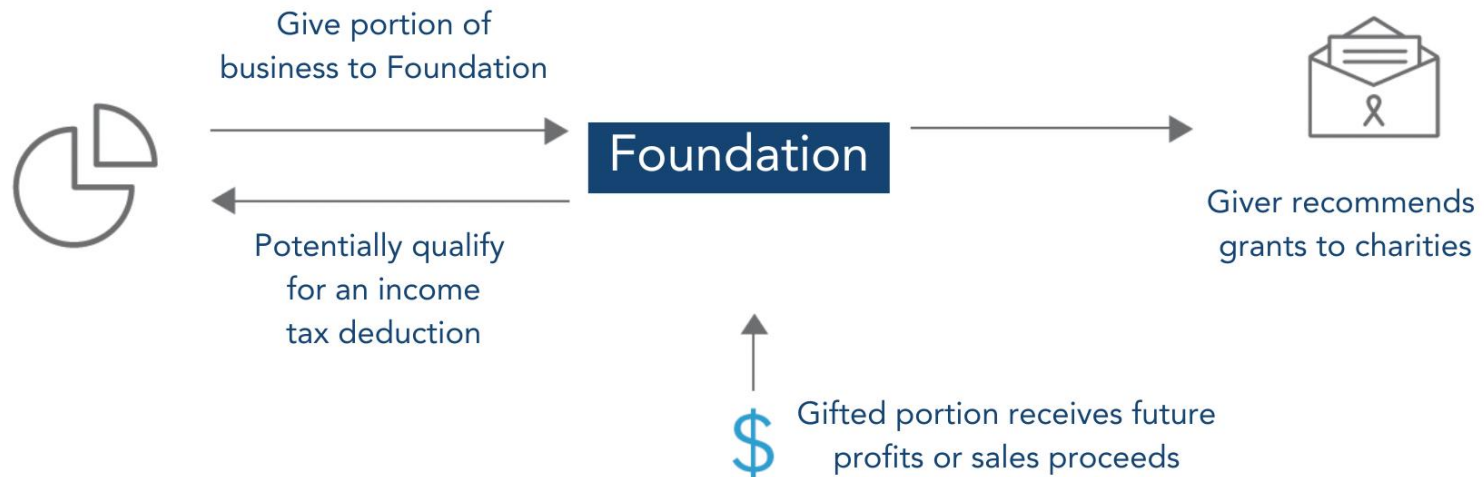 Give portion of
business to Foundation
Foundation
Potentially qualify
for an income
tax deduction
Giver recommends
grants to charities
$
Gifted portion receives future
profits or sales proceeds